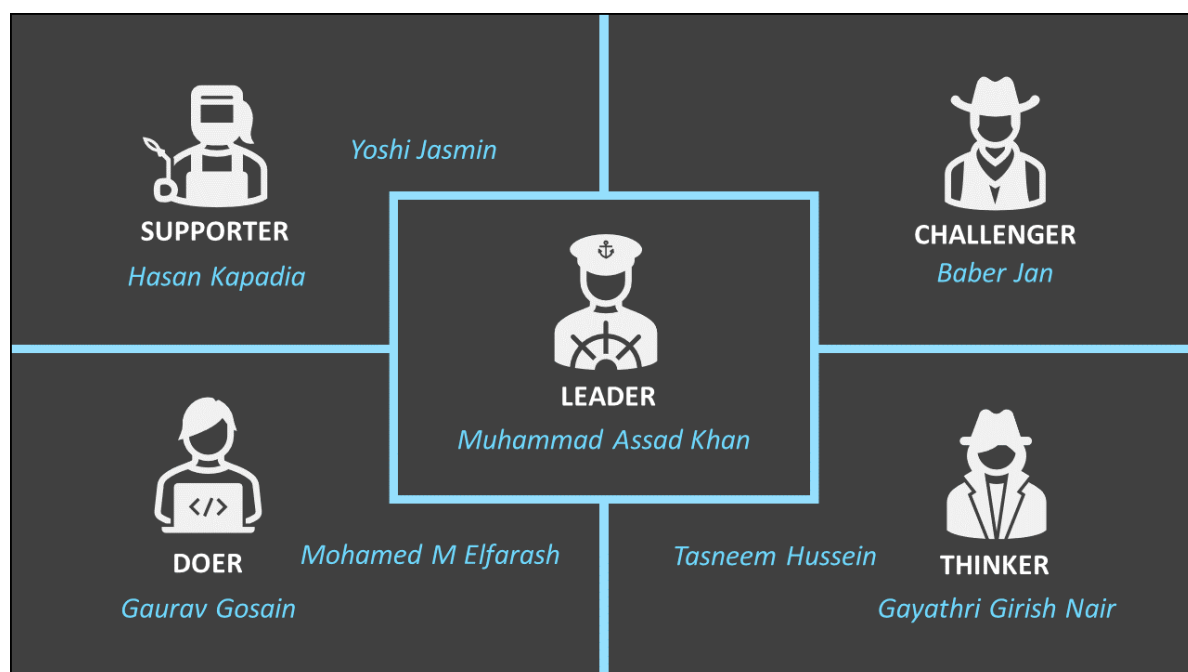 Yoshi Jasmin
SUPPORTER
Hasan Kapadia
CHALLENGER
Baber Jan
LEADER
Muhammad Assad Khan
</>
DOER
Mohamed M Elfarash
Gaurav Gosain
Tasneem Hussein
THINKER
Gayathri Girish Nair